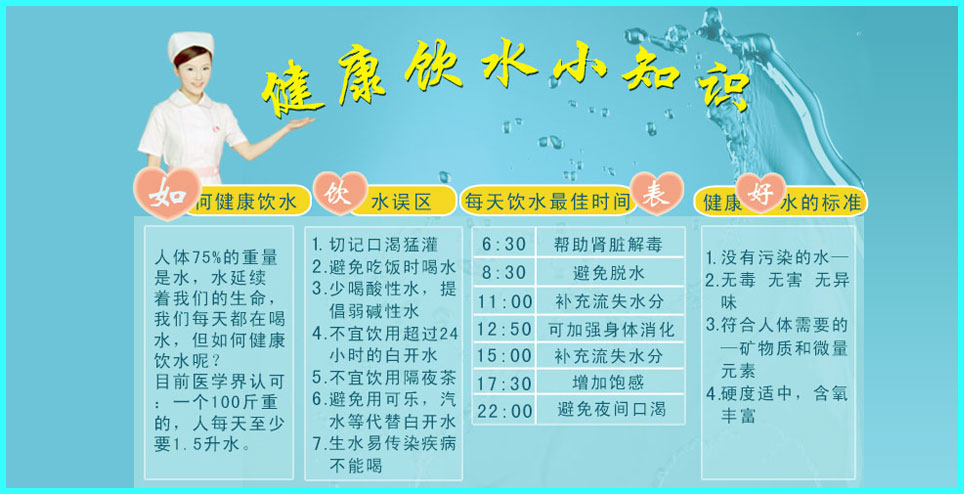 健康饮水小知识
如何健康饮水
人体75%的重量
是水，水延续
着我们的生命，
我们每天都在喝
水，但如何健康
饮水呢？
目前医学界认可
：一个100斤重
的，人每天至少
要1.5升水。
饮水误区
1.切记口渴猛灌
2.避免吃饭时喝水
3.少喝酸性水，提
倡弱碱性水
4.不宜饮用超过24
小时的白开水
5.不宜饮用隔夜茶
6.避免用可乐，汽
水等代替白开水
7.生水易传染疾病
不能喝
每天饮水最佳时间表
6:30 帮助肾脏解毒
8:30 避免脱水
11:00 补充流失水分
12:50 可加强身体消化
15:00 补充流失水分
17:30 增加饱感
22:00 避免夜间口渴
健康好水的标准
1.没有污染的水—
2.无毒 无害 无异
味
3.符合人体需要的
—矿物质和微量
元素
4.硬度适中，含氧
丰富